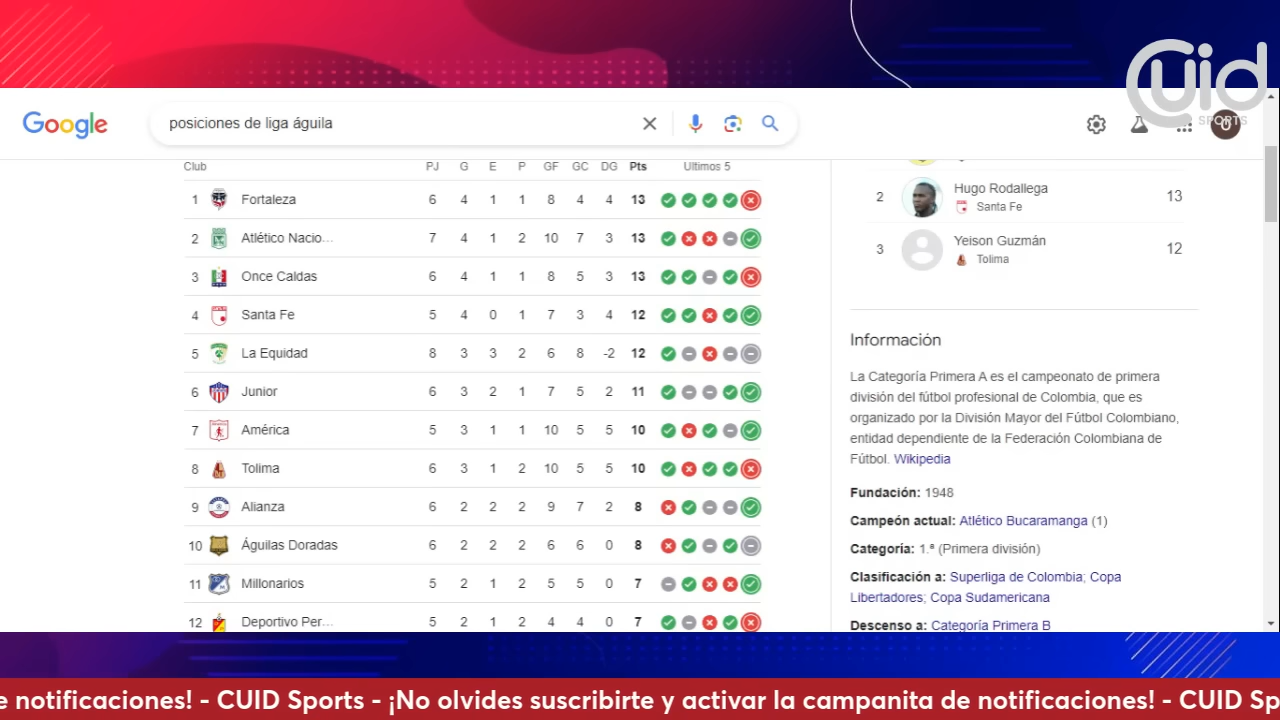 Cuid
SPORTS
Google
posiciones de liga águila
Club PJ G E P GF GC DG Pts Últimos 5
1 Fortaleza 6 4 1 1 8 4 4 13
2 Atlético Nacio... 7 4 1 2 10 7 3 13
3 Once Caldas 6 4 1 1 8 5 3 13
4 Santa Fe 5 4 0 1 7 3 4 12
5 La Equidad 8 3 3 2 6 8 -2 12
6 Junior 6 3 2 1 7 5 2 11
7 América 5 3 1 1 10 5 5 10
8 Tolima 6 3 1 2 10 5 5 10
9 Alianza 6 2 2 2 9 7 2 8
10 Águilas Doradas 6 2 2 2 6 6 0 8
11 Millonarios 5 2 1 2 5 5 0 7
12 Deportivo Per... 5 2 1 2 4 4 0 7
2 Hugo Rodallega 13
Santa Fe
3 Yeison Guzmán 12
Tolima
Información
La Categoría Primera A es el campeonato de primera
división del fútbol profesional de Colombia, que es
organizado por la División Mayor del Fútbol Colombiano,
entidad dependiente de la Federación Colombiana de
Fútbol. Wikipedia
Fundación: 1948
Campeón actual: Atlético Bucaramanga (1)
Categoría: 1.ª (Primera división)
Clasificación a: Superliga de Colombia; Copa
Libertadores; Copa Sudamericana
Descenso a: Categoría Primera B
e notificaciones! - CUID Sports - ¡No olvides suscribirte y activar la campanita de notificaciones! - CUID Sp